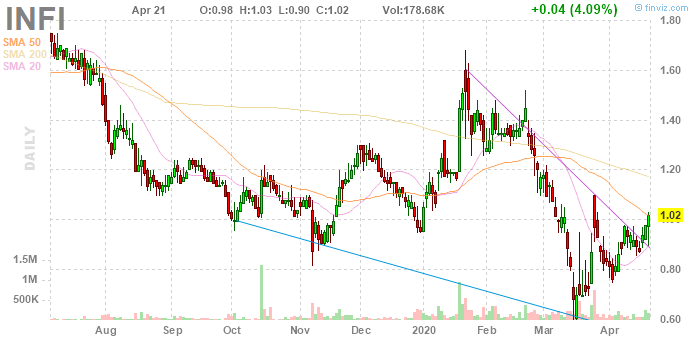 INFI Apr 21 O:0.98 H:1.03 L:0.90 C:1.02 Vol:178.68K +0.04 (4.09%)
© finviz.com
SMA 50
SMA 200
SMA 20
DAILY
1.80
1.60
1.40
1.20
1.02
1.00
0.80
0.60
1.5M
1M
500K
Aug Sep Oct Nov Dec 2020 Feb Mar Apr